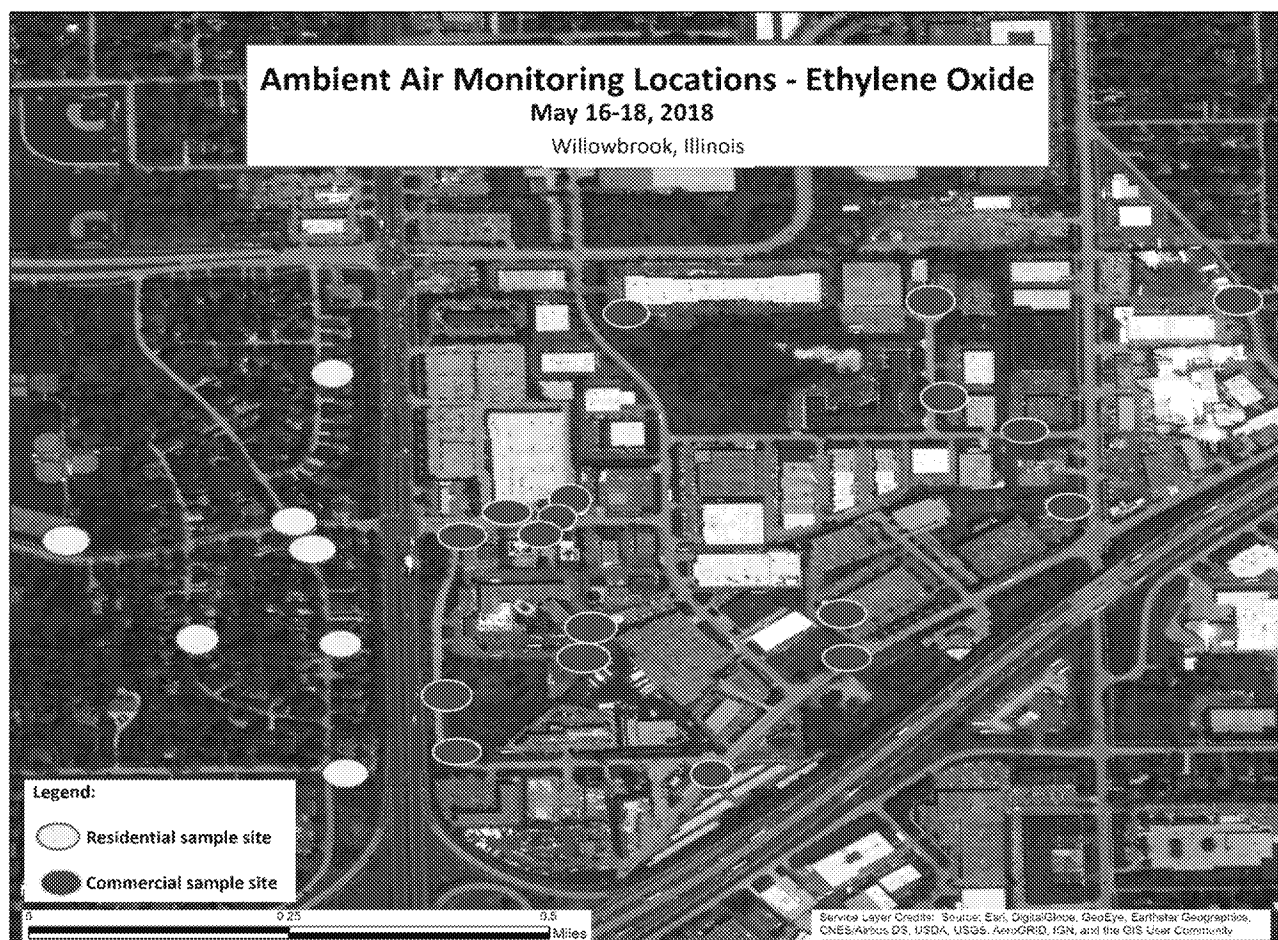 Ambient Air Monitoring Locations - Ethylene Oxide
May 16-18, 2018
Willowbrook, Illinois
Legend:
Residential sample site
Commercial sample site
0 0.25 0.5
Miles
Service Layer Credits: Source: Esri, DigitalGlobe, GeoEye, Earthstar Geographics,
CNES/Airbus DS, USDA, USGS, AeroGRID, IGN, and the GIS User Community